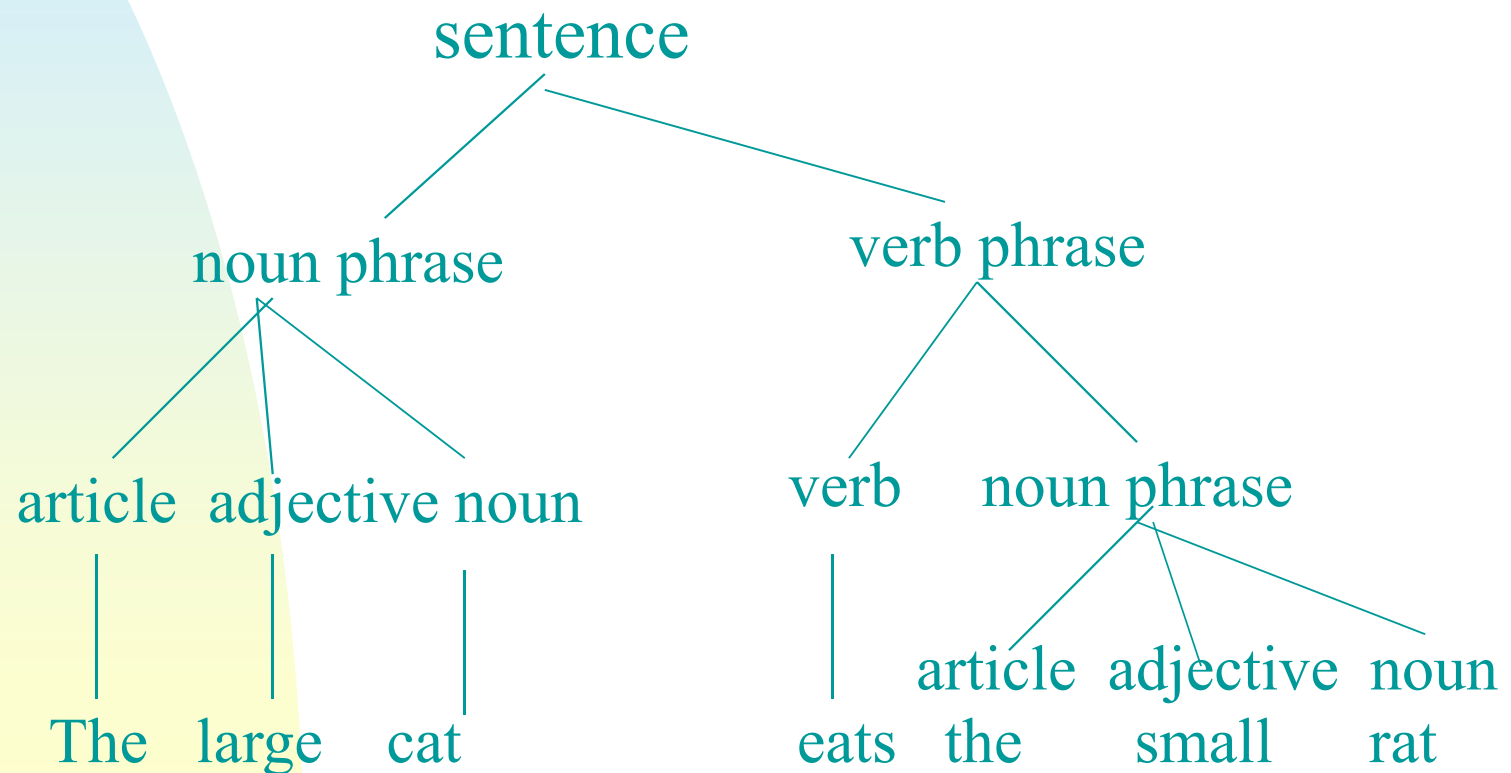 sentence
noun phrase
verb phrase
article adjective noun
verb noun phrase
article adjective noun
The large cat eats the small rat